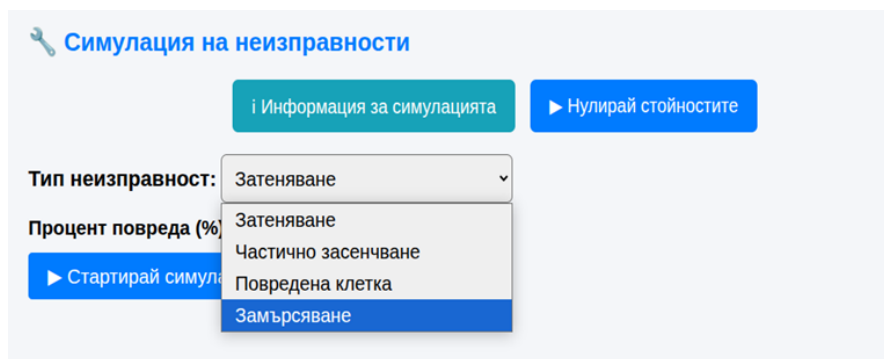 Симулация на неизправности
i Информация за симулацията
▶ Нулирай стойностите
Тип неизправност: Затеняване
Затеняване
Процент повреда (%)
Частично засенчване
Повредена клетка
▶ Стартирай
Замърсяване